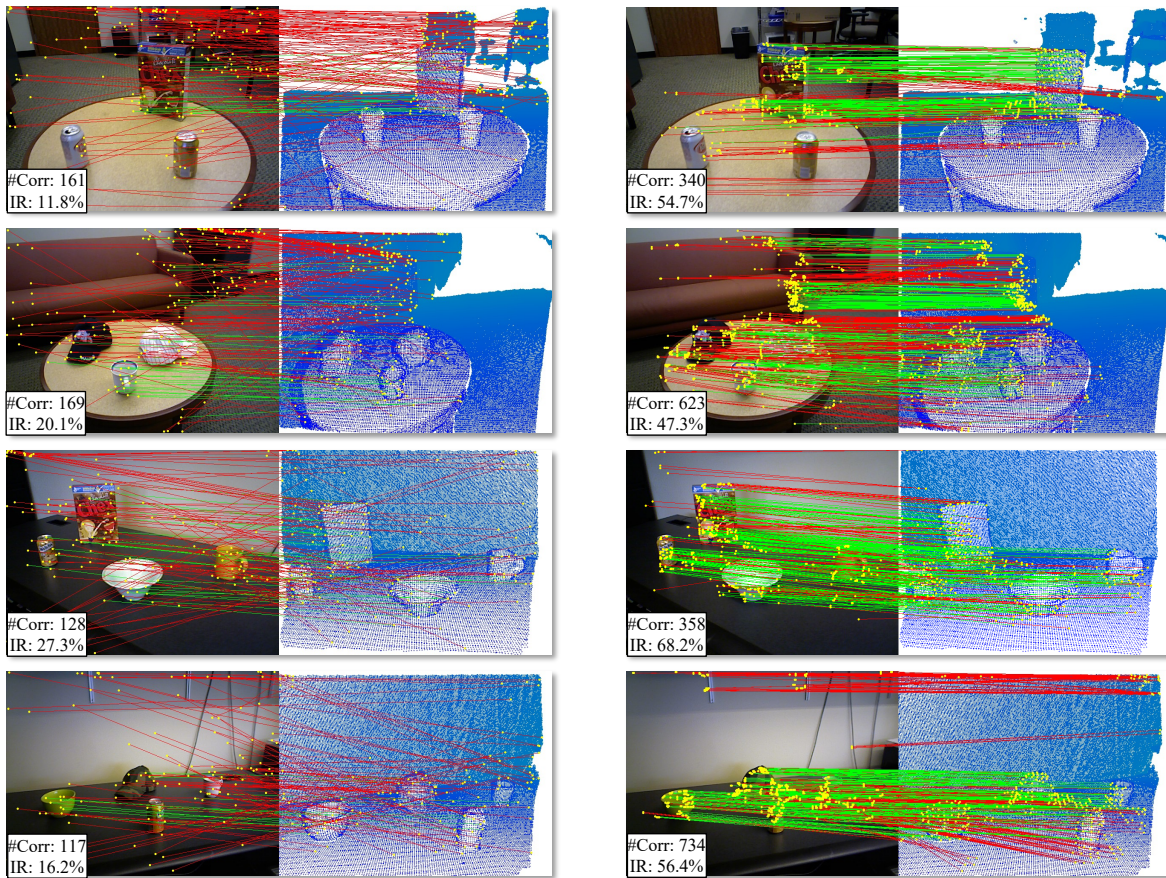 #Corr: 161
IR: 11.8%
#Corr: 340
IR: 54.7%
#Corr: 169
IR: 20.1%
#Corr: 623
IR: 47.3%
#Corr: 128
IR: 27.3%
#Corr: 358
IR: 68.2%
#Corr: 117
IR: 16.2%
#Corr: 734
IR: 56.4%